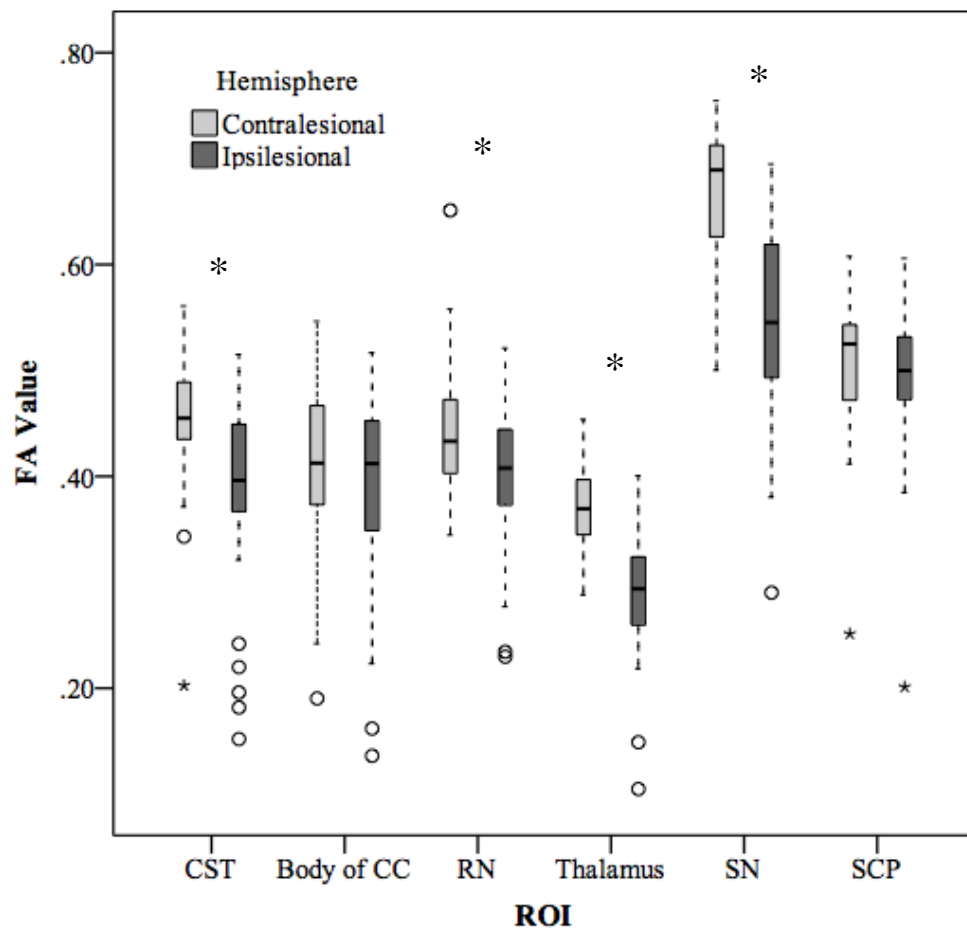 .80
.60
.40
.20
FA Value
Hemisphere
Contralesional
Ipsilesional
*
*
*
*
CST Body of CC RN Thalamus SN SCP
ROI